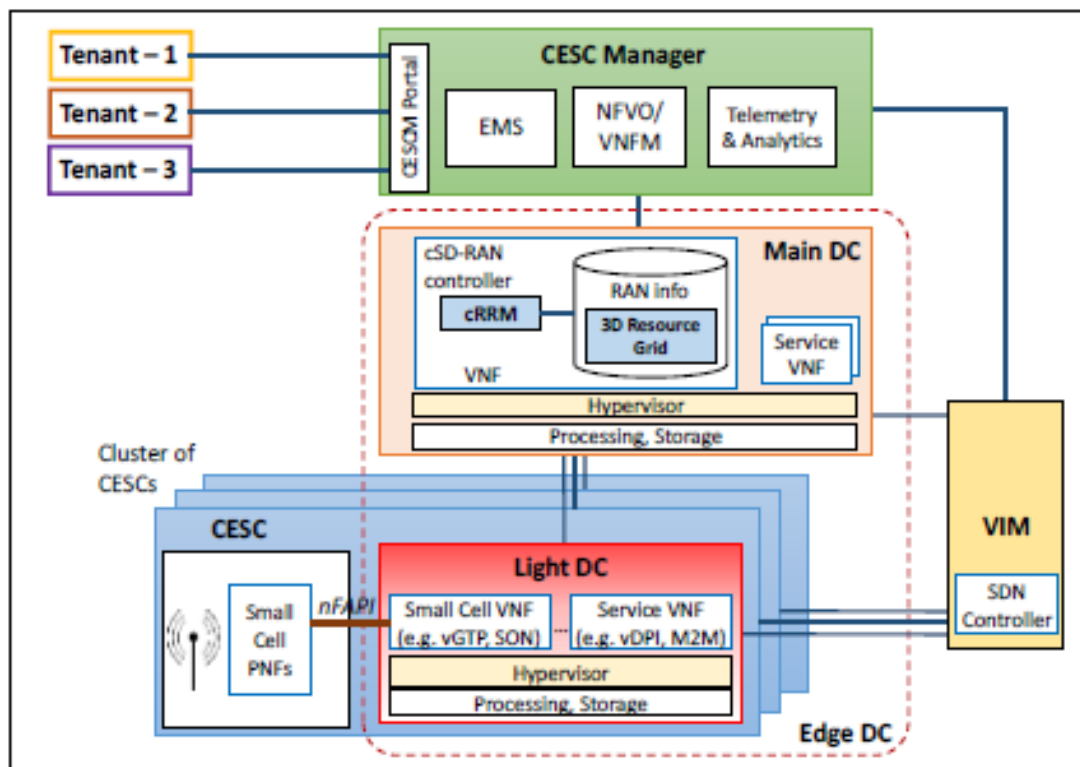 Tenant – 1
Tenant – 2
Tenant – 3
CESCM Portal
CESC Manager
EMS
NFVO/
VNFM
Telemetry
& Analytics
Main DC
cSD-RAN
controller
cRRM
RAN info
3D Resource
Grid
VNF
Service
VNF
Hypervisor
Processing, Storage
Cluster of
CESCs
CESC
Small
Cell
PNFs
nFAPI
Light DC
Small Cell VNF
(e.g. vGTP, SON)
...
Service VNF
(e.g. vDPI, M2M)
Hypervisor
Processing, Storage
Edge DC
VIM
SDN
Controller